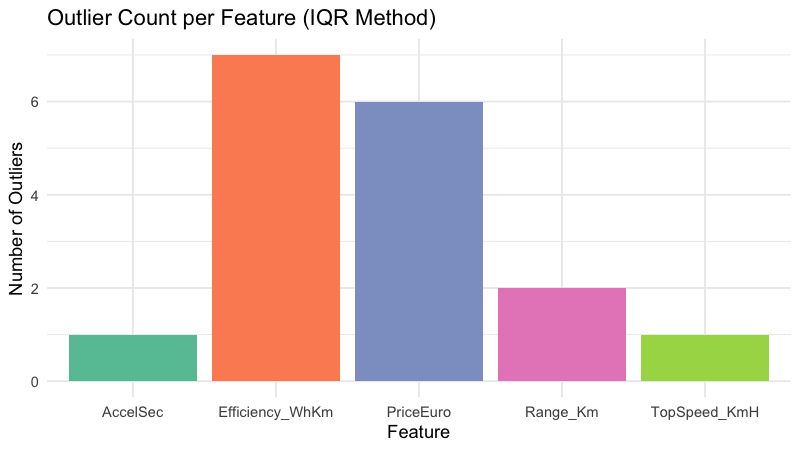 Outlier Count per Feature (IQR Method)
Number of Outliers
6
4
2
0
AccelSec Efficiency_WhKm PriceEuro Range_Km TopSpeed_KmH
Feature